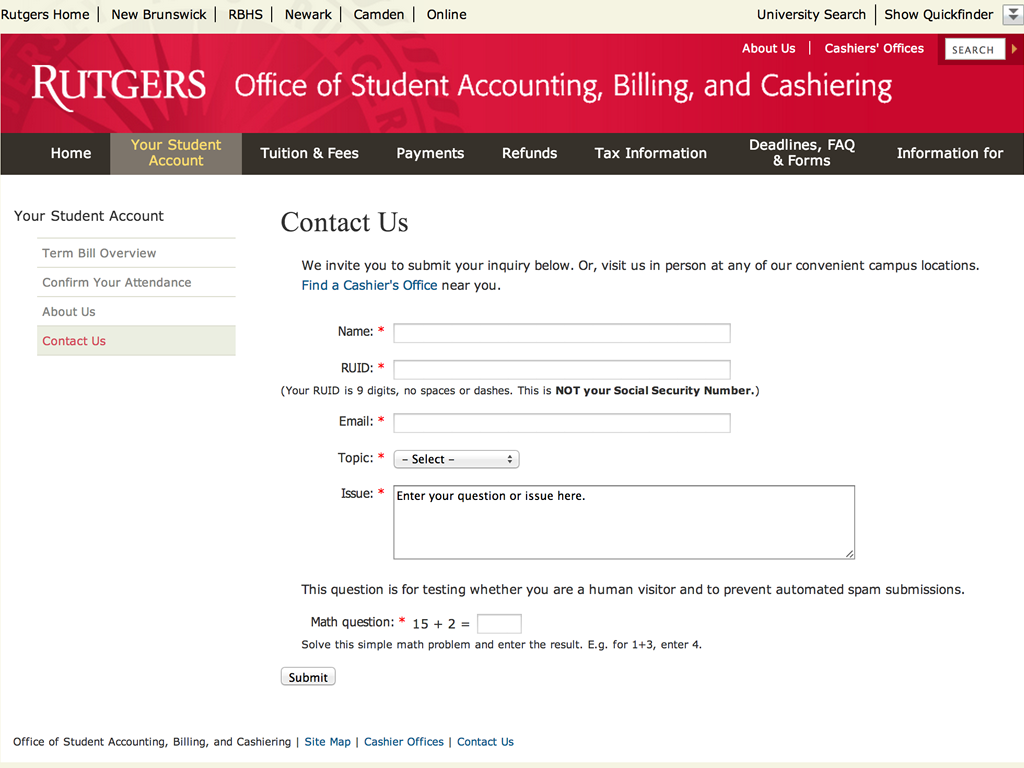 Rutgers Home | New Brunswick | RBHS | Newark | Camden | Online
University Search | Show Quickfinder
About Us | Cashiers' Offices
SEARCH
RUTGERS Office of Student Accounting, Billing, and Cashiering
Home
Your Student
Account
Tuition & Fees
Payments
Refunds
Tax Information
Deadlines, FAQ
& Forms
Information for
Your Student Account
Term Bill Overview
Confirm Your Attendance
About Us
Contact Us
Contact Us
We invite you to submit your inquiry below. Or, visit us in person at any of our convenient campus locations.
Find a Cashier's Office near you.
Name: *
RUID: *
(Your RUID is 9 digits, no spaces or dashes. This is NOT your Social Security Number.)
Email: *
Topic: * – Select –
Issue: * Enter your question or issue here.
This question is for testing whether you are a human visitor and to prevent automated spam submissions.
Math question: * 15 + 2 =
Solve this simple math problem and enter the result. E.g. for 1+3, enter 4.
Submit
Office of Student Accounting, Billing, and Cashiering | Site Map | Cashier Offices | Contact Us